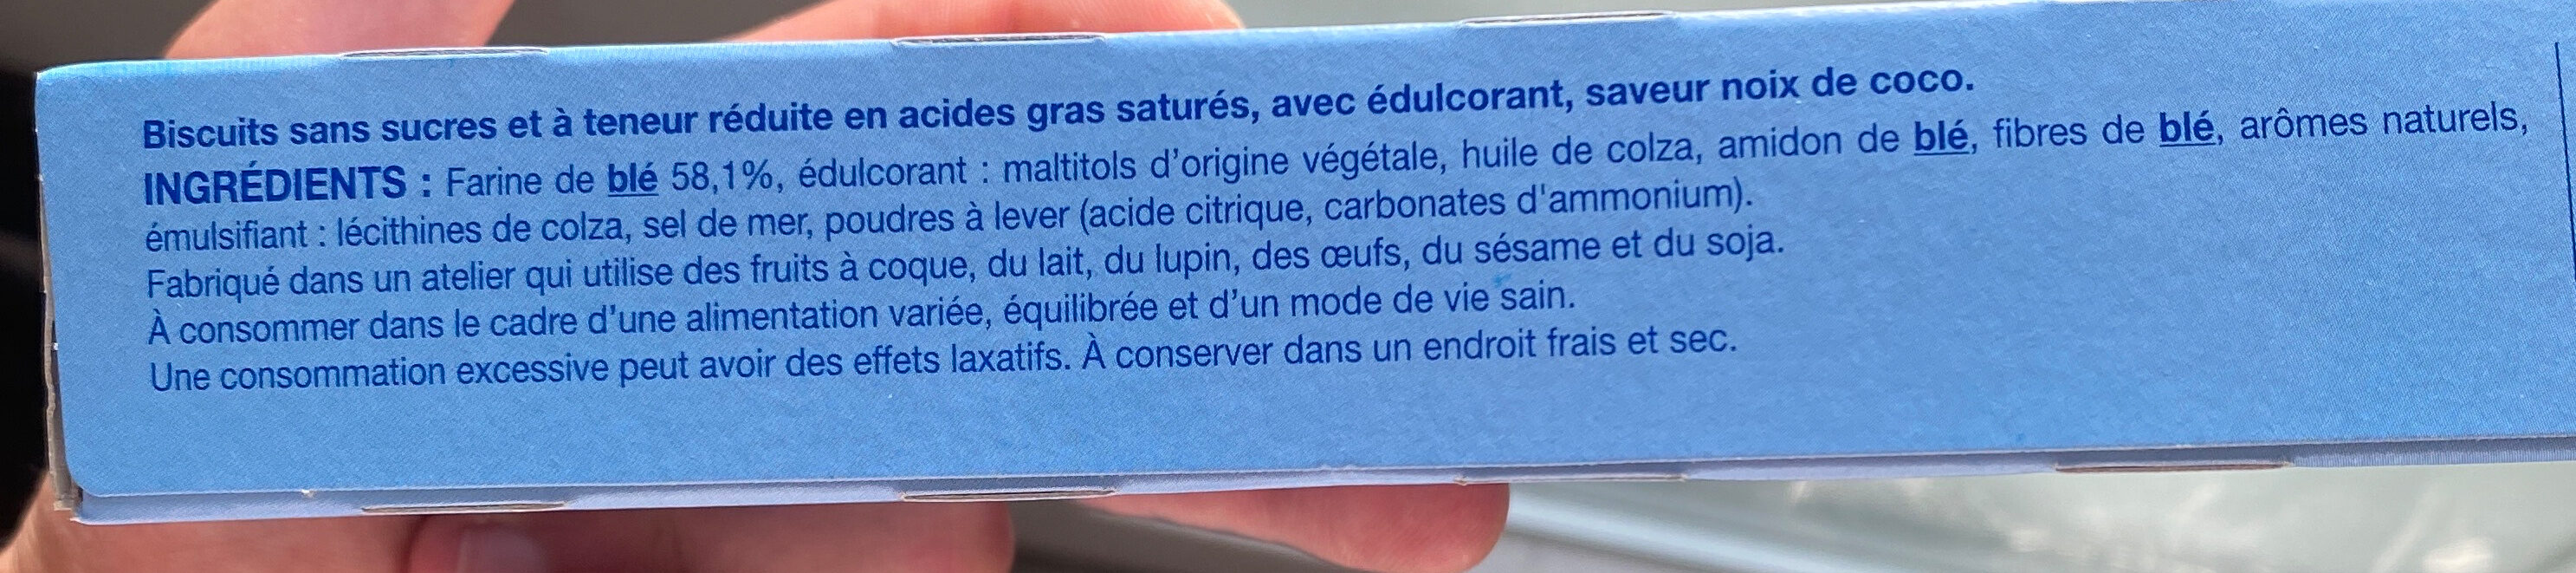 Biscuits sans sucres et à teneur réduite en acides gras saturés, avec édulcorant, saveur noix de coco.
INGRÉDIENTS : Farine de blé 58,1%, édulcorant : maltitols d'origine végétale, huile de colza, amidon de blé, fibres de blé, arômes naturels,
émulsifiant : lécithines de colza, sel de mer, poudres à lever (acide citrique, carbonates d'ammonium).
Fabriqué dans un atelier qui utilise des fruits à coque, du lait, du lupin, des œufs, du sésame et du soja.
À consommer dans le cadre d'une alimentation variée, équilibrée et d'un mode de vie sain.
Une consommation excessive peut avoir des effets laxatifs. À conserver dans un endroit frais et sec.